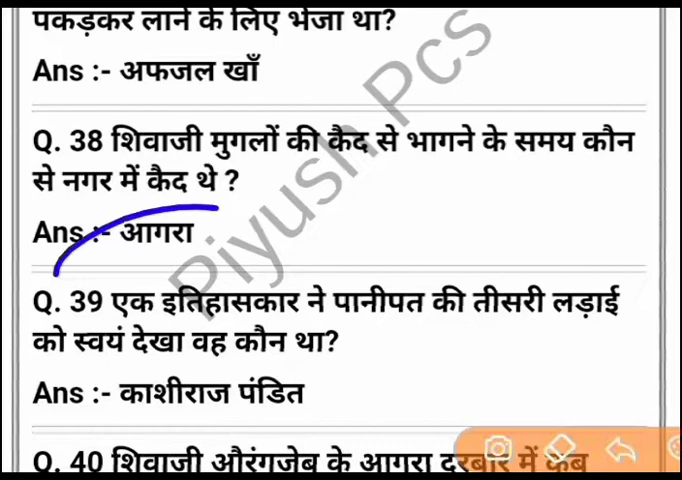 पकड़कर लाने के लिए भेजा था?
Ans :- अफजल खाँ
Q. 38 शिवाजी मुगलों की कैद से भागने के समय कौन
से नगर में कैद थे ?
Ans :- आगरा
Q. 39 एक इतिहासकार ने पानीपत की तीसरी लड़ाई
को स्वयं देखा वह कौन था?
Ans :- काशीराज पंडित
Q. 40 शिवाजी औरंगजेब के आगरा दरबार में कब
Piyush Pcs